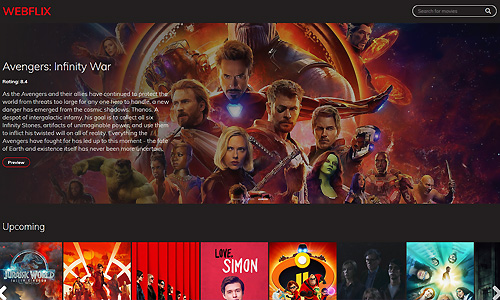 WEBFLIX
Search for movies
Avengers: Infinity War
Rating: 8.4
As the Avengers and their allies have continued to protect the
world from threats too large for any one hero to handle, a new
danger has emerged from the cosmic shadows: Thanos. A
despot of intergalactic infamy, his goal is to collect all six
Infinity Stones, artifacts of unimaginable power, and use them
to inflict his twisted will on all of reality. Everything the
Avengers have fought for has led up to this moment - the fate
of Earth and existence itself has never been more uncertain.
Preview
Upcoming
JURASSIC WORLD
LOVE,
SIMON